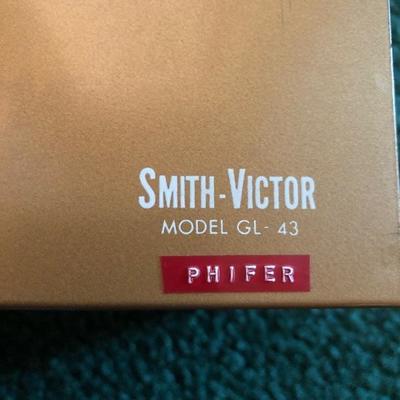 SMITH-VICTOR
MODEL GL- 43
PHIFER